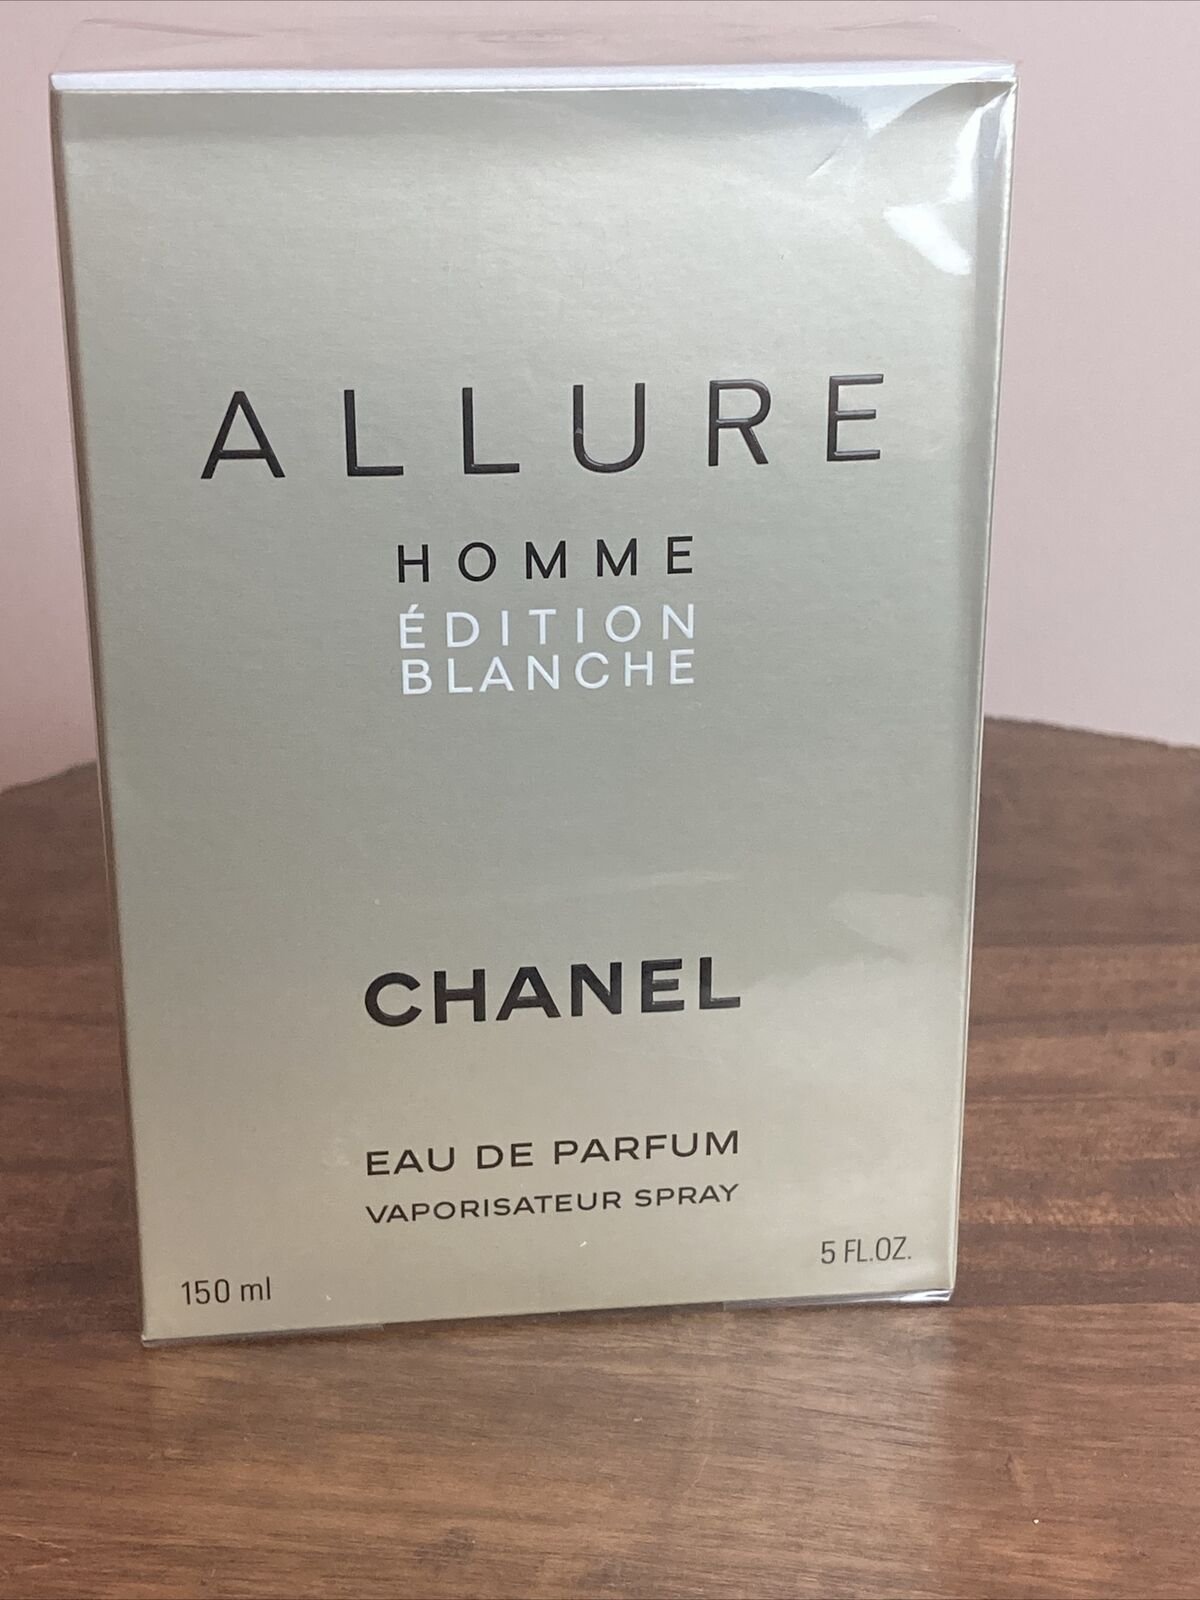 ALLURE
HOMME
ÉDITION
BLANCHE
CHANEL
EAU DE PARFUM
VAPORISATEUR SPRAY
150 ml
5 FL.OZ.